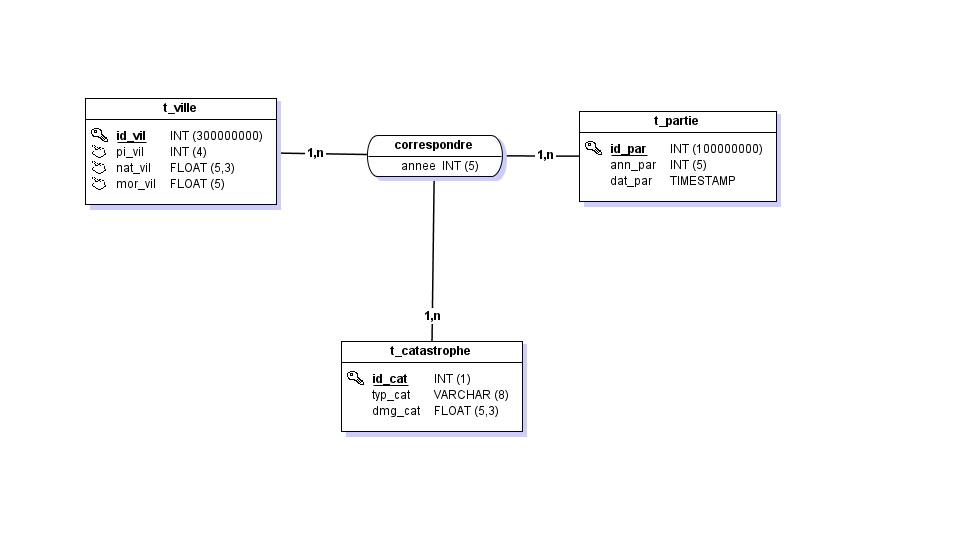 t_ville
id_vil INT (300000000)
pi_vil INT (4)
nat_vil FLOAT (5,3)
mor_vil FLOAT (5)
1,n
correspondre
annee INT (5)
1,n
t_partie
id_par INT (100000000)
ann_par INT (5)
dat_par TIMESTAMP
1,n
t_catastrophe
id_cat INT (1)
typ_cat VARCHAR (8)
dmg_cat FLOAT (5,3)